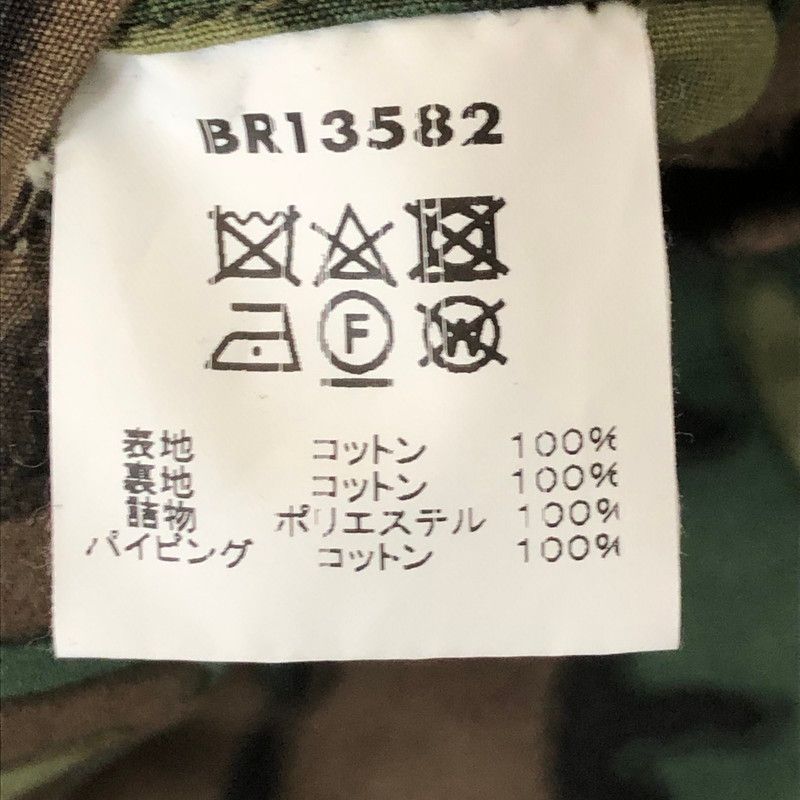 BR13582
F
W
表地 コットン 100%
裏地 コットン 100%
詰物 ポリエステル 100%
パイピング コットン 100%